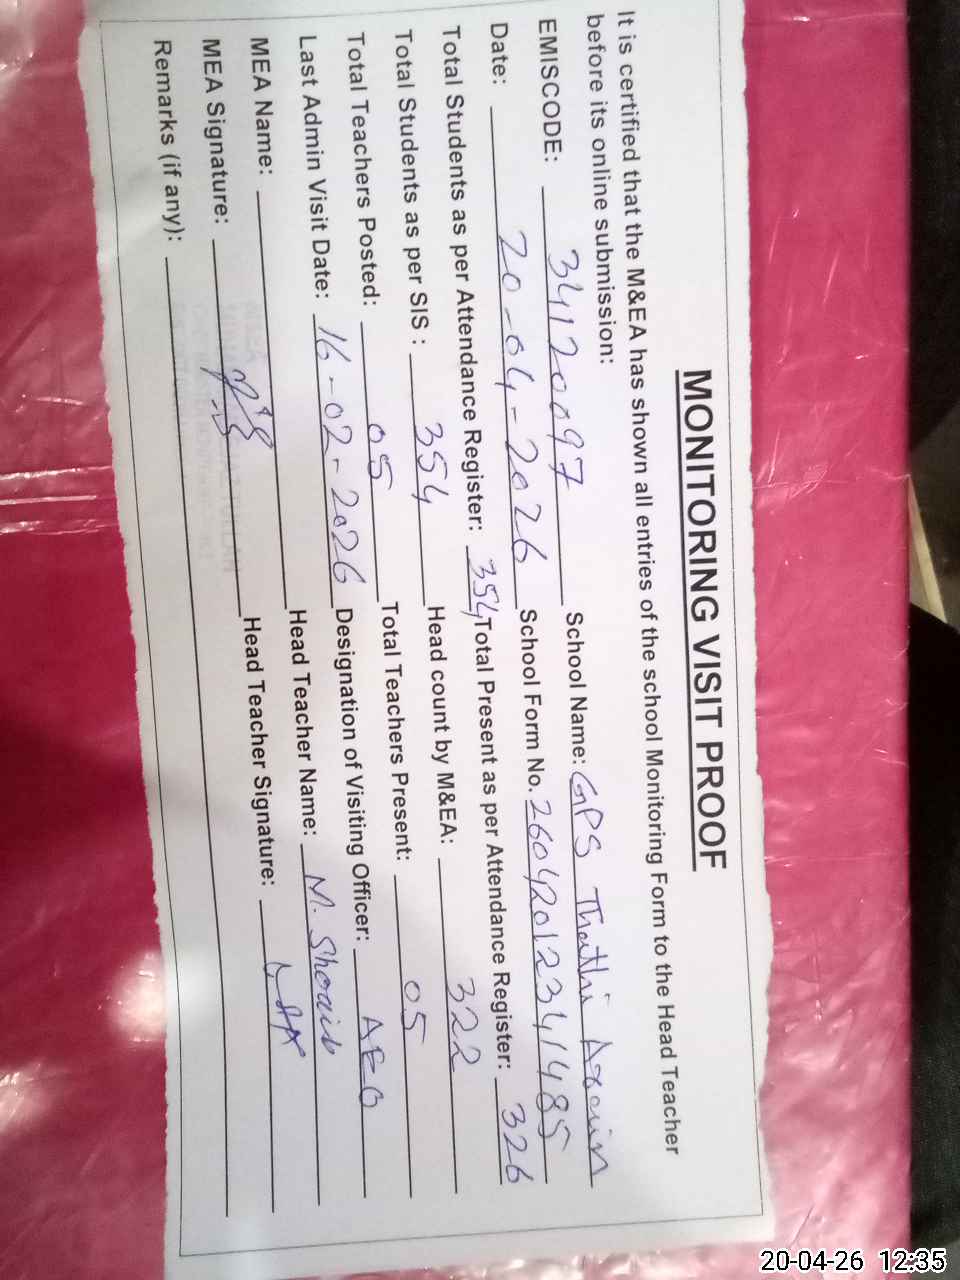 MONITORING VISIT PROOF
It is certified that the M&EA has shown all entries of the school Monitoring Form to the Head Teacher
before its online submission:
EMISCODE: 34120097 School Name: GPS Thathi
Date: 20-04-2026 School Form No. 26042012341485
Total Students as per Attendance Register: 354 Total Present as per Attendance Register: 326
Total Students as per SIS : 354 Head count by M&EA: 322
Total Teachers Posted: 05 Total Teachers Present: 05
Last Admin Visit Date: 16-02-2026 Designation of Visiting Officer: AEO
MEA Name: Head Teacher Name: M. Shoaib
MEA Signature: Head Teacher Signature:
Remarks (if any):
20-04-26 12:35